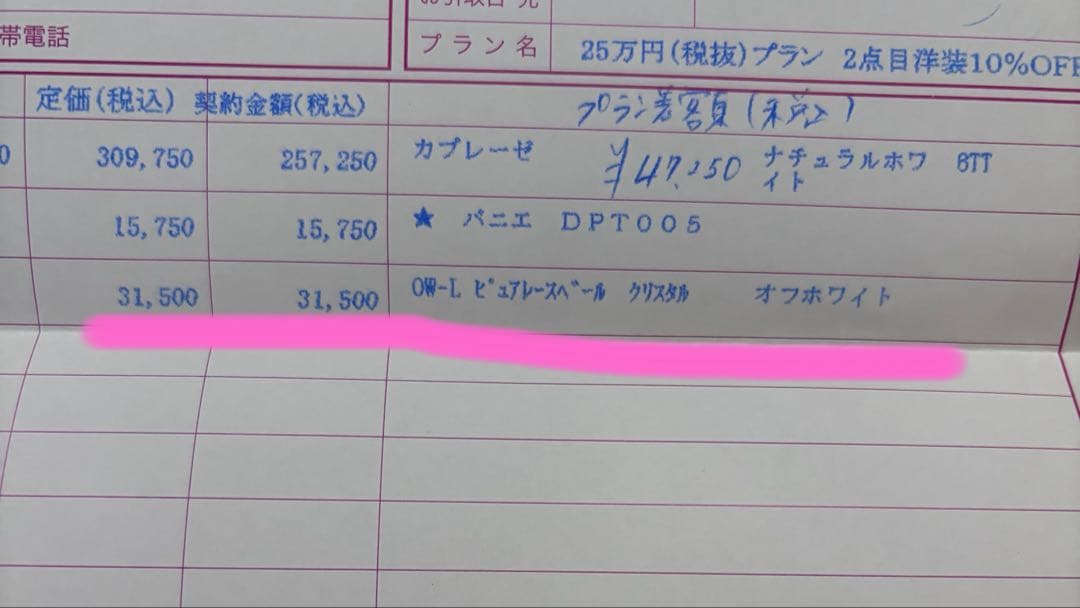 帯電話
プラン名 25万円(税抜)プラン 2点目洋装10%OFF
定価(税込) 契約金額(税込) プラン差額(税込)
0 309,750 257,250 カプレーゼ ¥47,250 ナチュラルホワ BTT
イト
15,750 15,750 ★ パニエ DPT005
31,500 31,500 OW-L ピュアレースベール クリスタル オフホワイト